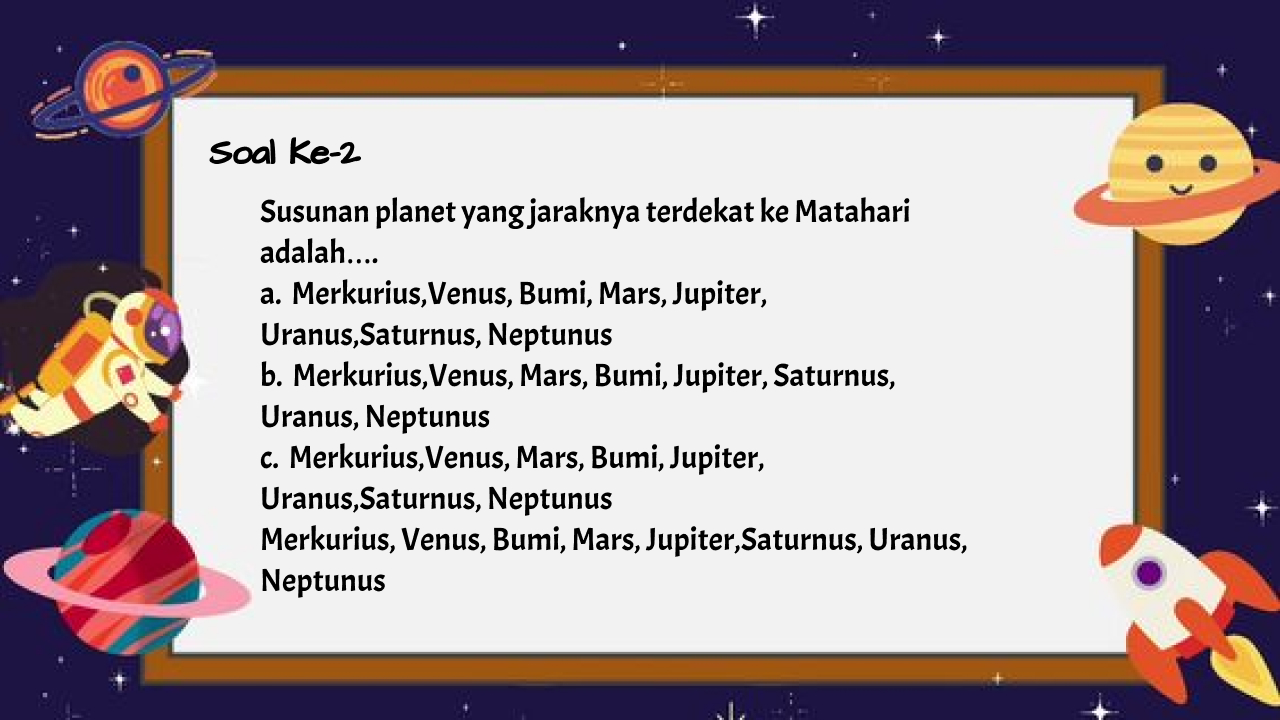 Soal Ke-2
Susunan planet yang jaraknya terdekat ke Matahari
adalah....
a. Merkurius,Venus, Bumi, Mars, Jupiter,
Uranus,Saturnus, Neptunus
b. Merkurius,Venus, Mars, Bumi, Jupiter, Saturnus,
Uranus, Neptunus
c. Merkurius,Venus, Mars, Bumi, Jupiter,
Uranus,Saturnus, Neptunus
Merkurius, Venus, Bumi, Mars, Jupiter,Saturnus, Uranus,
Neptunus